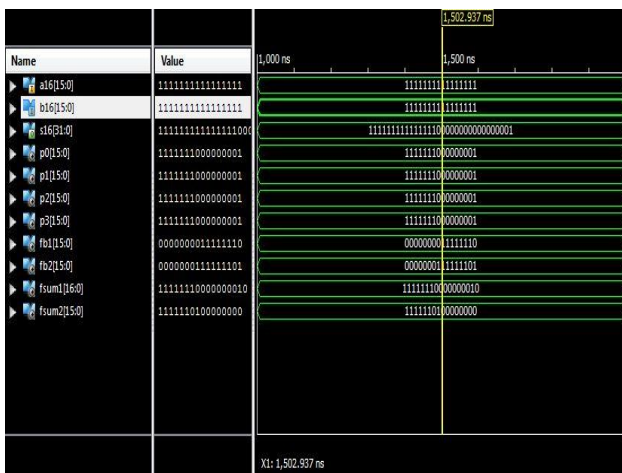 1,502.937 ns
Name Value 1,000 ns 1,500 ns
a16[15:0] 1111111111111111 1111111111111111
b16[15:0] 1111111111111111 1111111111111111
s16[31:0] 111111111111111000 11111111111111100000000000000001
p0[15:0] 1111111000000001 1111111000000001
p1[15:0] 1111111000000001 1111111000000001
p2[15:0] 1111111000000001 1111111000000001
p3[15:0] 1111111000000001 1111111000000001
fb1[15:0] 0000000011111110 0000000011111110
fb2[15:0] 0000000111111101 0000000111111101
fsum1[16:0] 11111110000000010 11111110000000010
fsum2[15:0] 1111110100000000 1111110100000000
X1: 1,502.937 ns